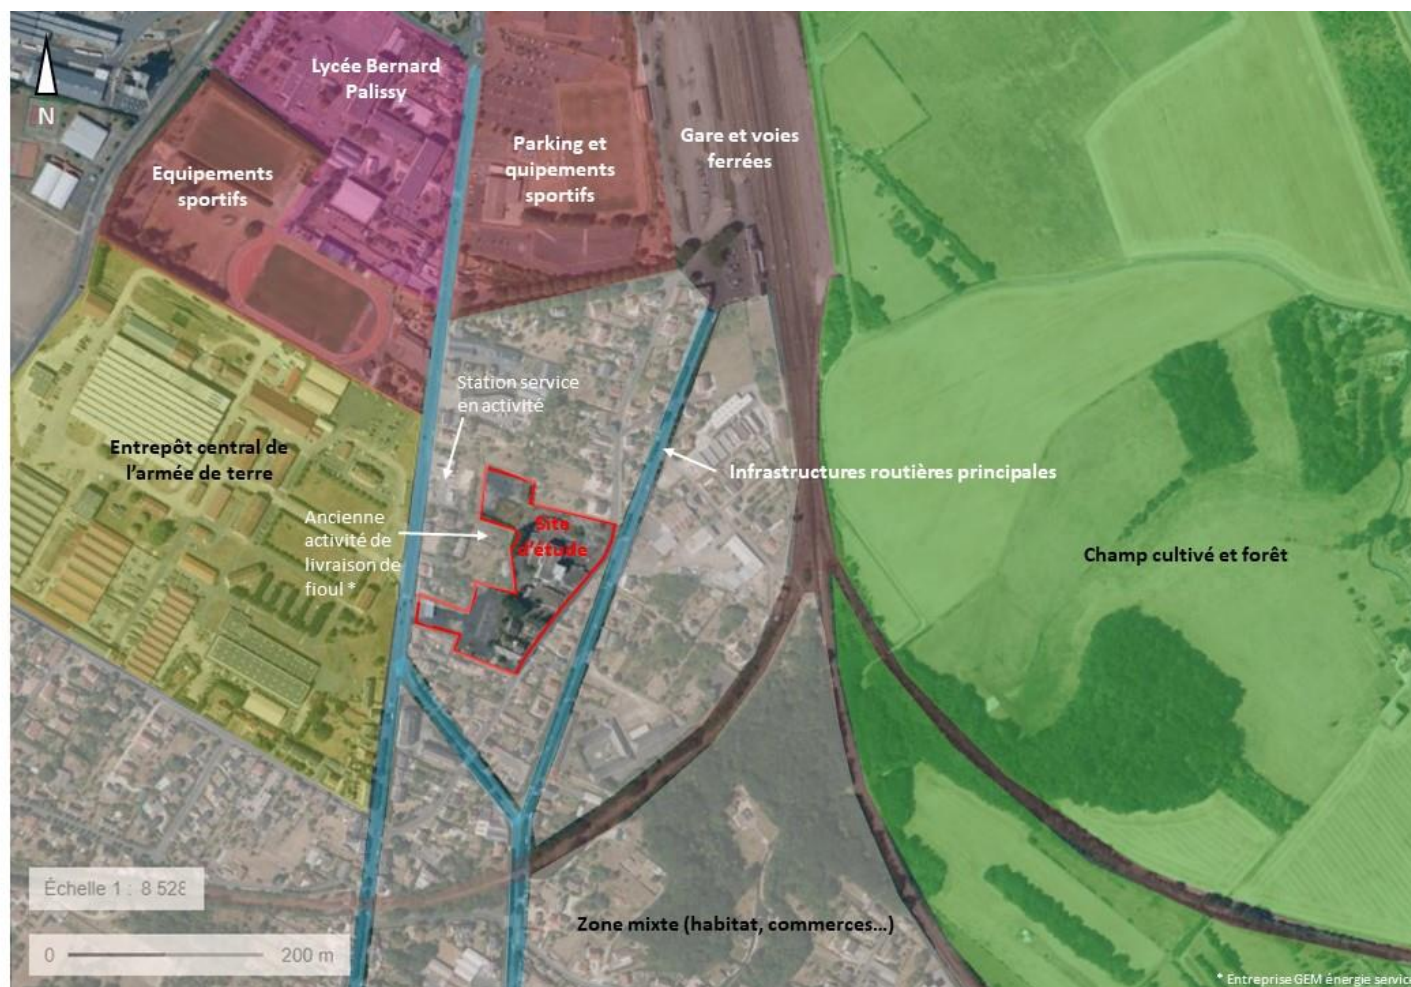 N
Lycée Bernard
Palissy
Equipements
sportifs
Parking et
quipements
sportifs
Gare et voies
ferrées
Station service
en activité
Entrepôt central de
l'armée de terre
Infrastructures routières principales
Ancienne
activité de
livraison de
fioul *
Site
d'étude
Champ cultivé et forêt
Échelle 1 : 8 528
Zone mixte (habitat, commerces...)
0 200 m
* Entreprise GEM énergie service